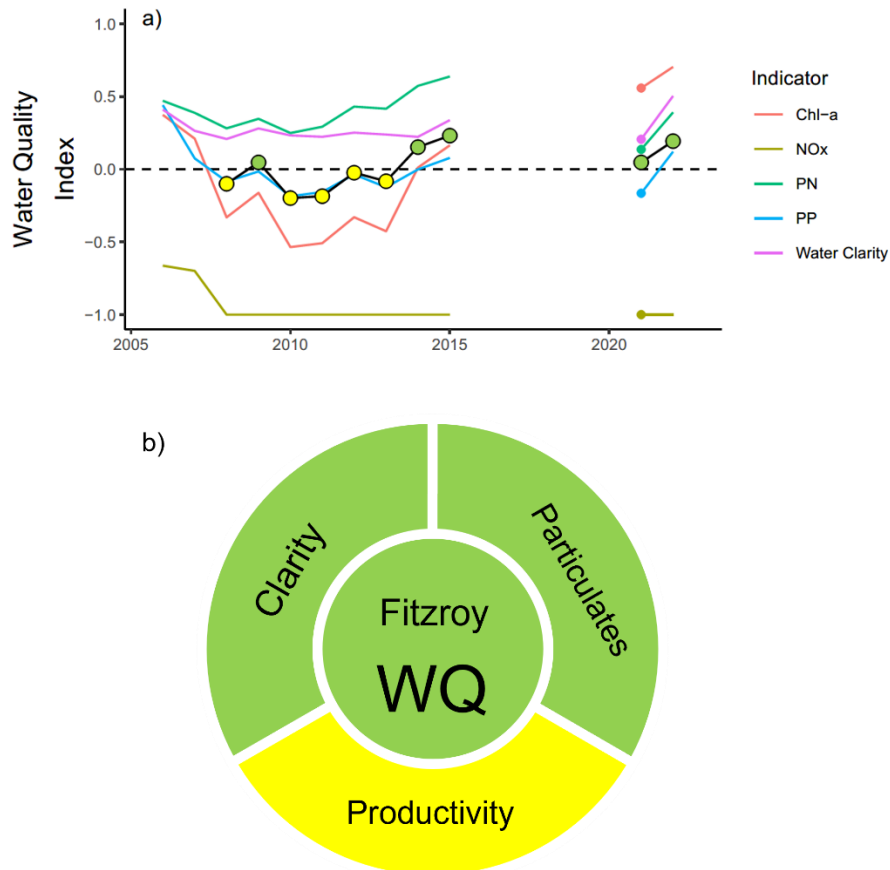 a)
Water Quality
Index
1.0
0.5
0.0
−0.5
−1.0
2005
2010
2015
2020
Indicator
Chl−a
NOx
PN
PP
Water Clarity
b)
Clarity
Particulates
Fitzroy
WQ
Productivity